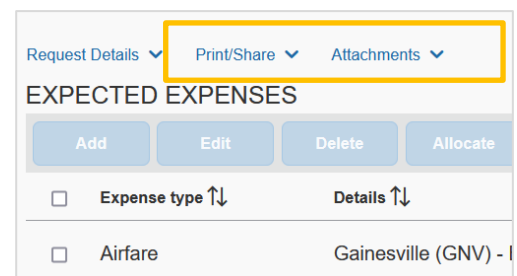 Request Details Print/Share Attachments
EXPECTED EXPENSES
Add Edit Delete Allocate
Expense type Details
Airfare Gainesville (GNV) -